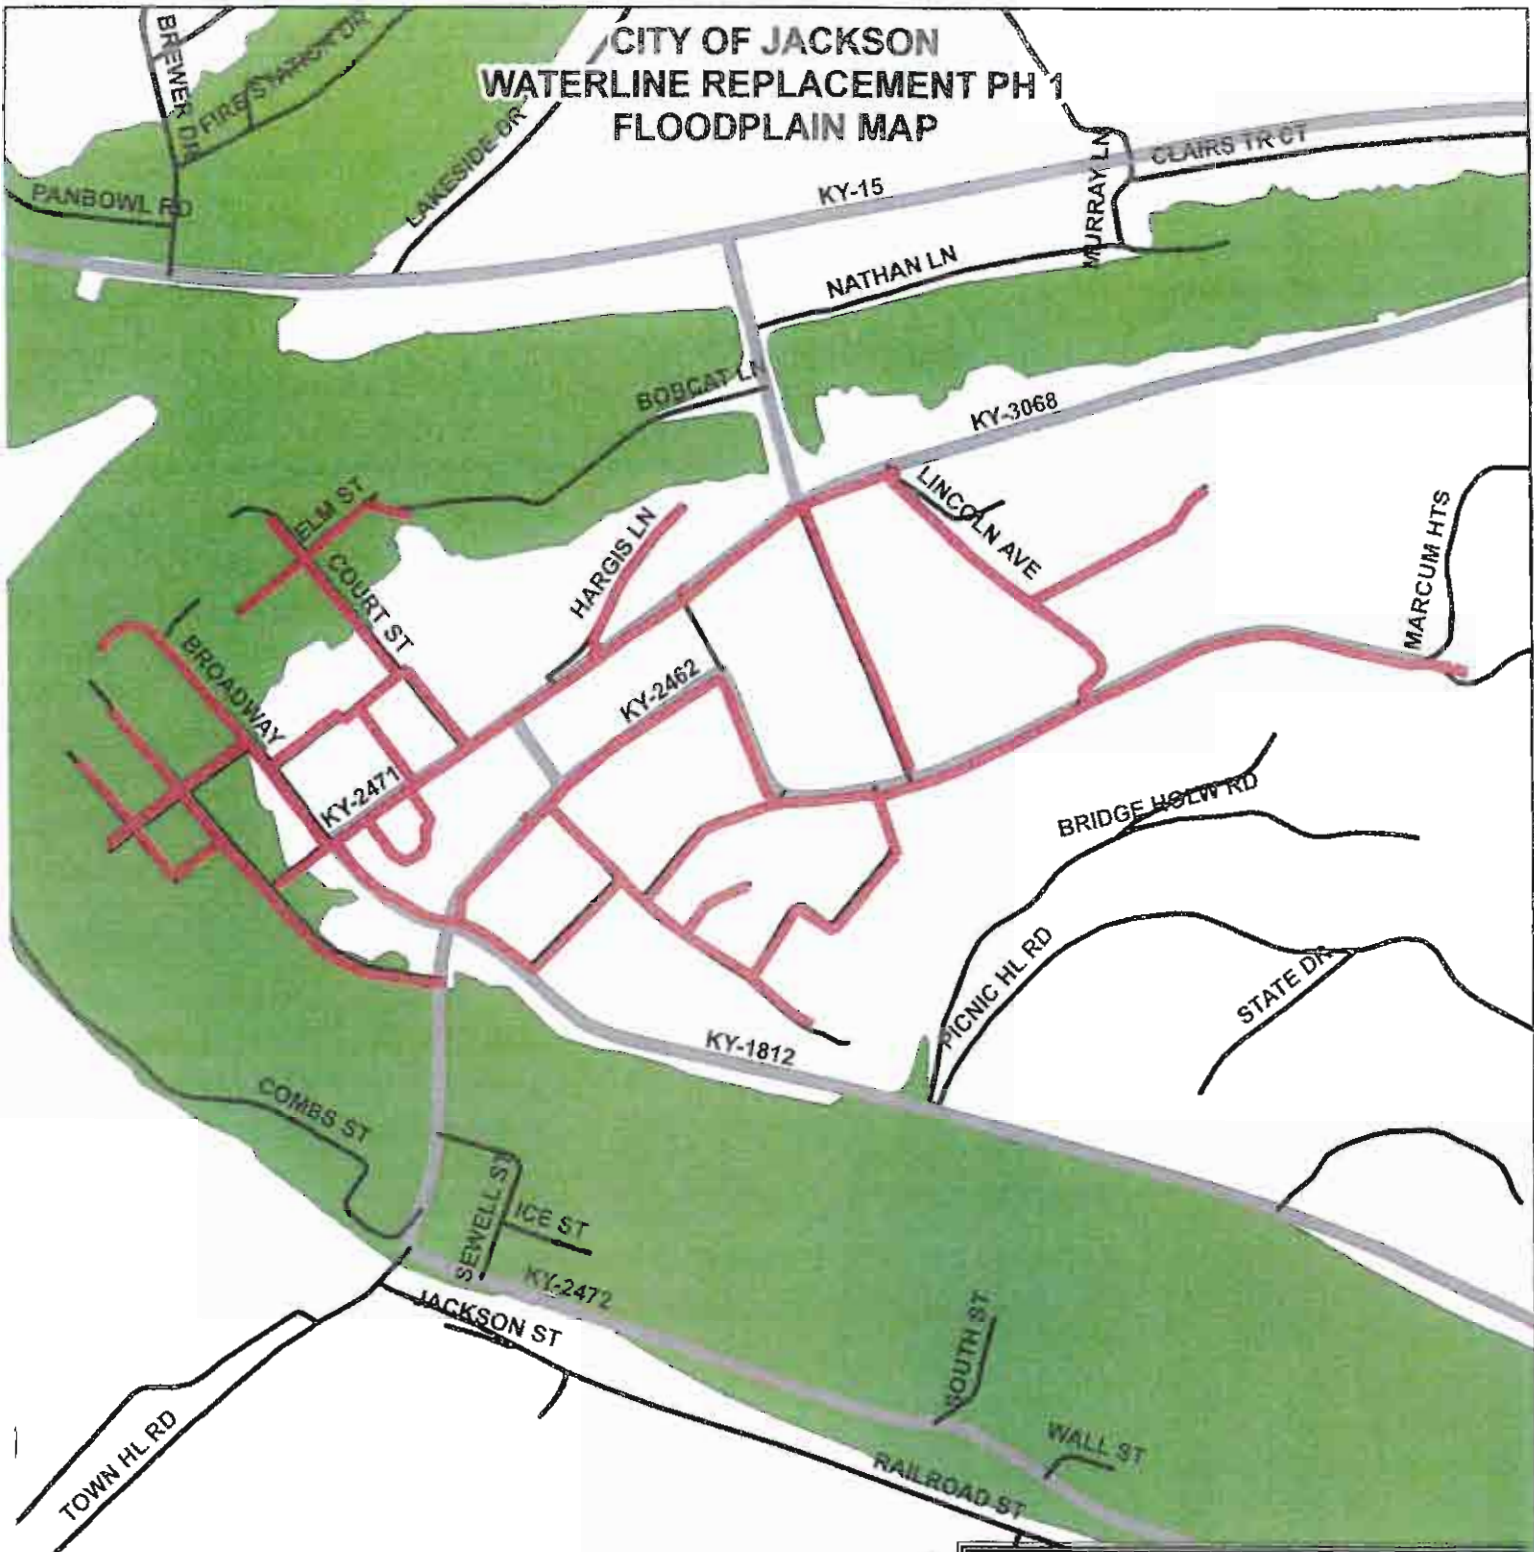 CITY OF JACKSON
WATERLINE REPLACEMENT PH 1
FLOODPLAIN MAP
BREWER DR
FIRE STATION DR
LAKESIDE DR
PANBOWL RD
KY-15
MURRAY LN
CLAIRS TR CT
NATHAN LN
BOBCAT LN
KY-3068
ELM ST
COURT ST
HARGIS LN
LINCOLN AVE
MARCUM HTS
BROADWAY
KY-2462
KY-2471
BRIDGE HOLW RD
PICNIC HL RD
STATE DR
KY-1812
COMBS ST
SEWELL ST
ICE ST
KY-2472
JACKSON ST
SOUTH ST
WALL ST
TOWN HL RD
RAILROAD ST